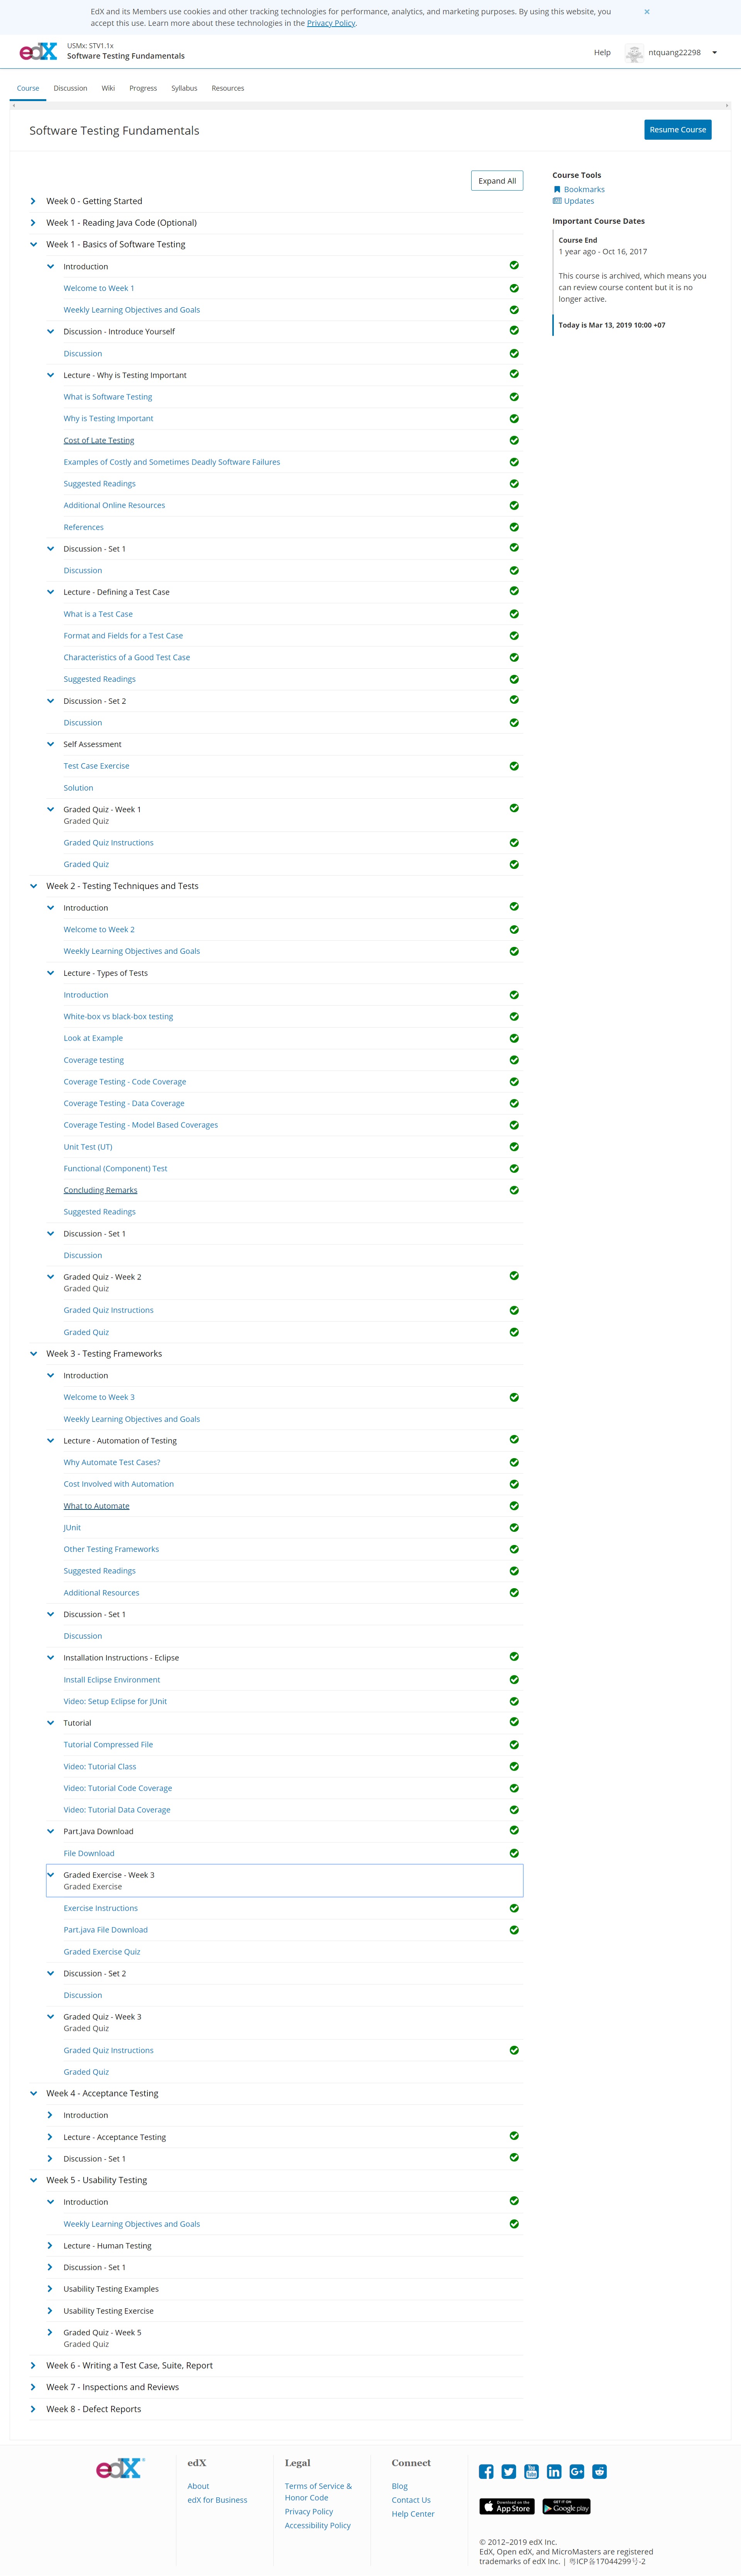 EdX and its Members use cookies and other tracking technologies for performance, analytics, and marketing purposes. By using this website, you
accept this use. Learn more about these technologies in the Privacy Policy.
edX
USMx: STV1.1x
Software Testing Fundamentals
Help
ntquang22298
Course
Discussion
Wiki
Progress
Syllabus
Resources
Software Testing Fundamentals
Resume Course
Expand All
Week 0 - Getting Started
Week 1 - Reading Java Code (Optional)
Week 1 - Basics of Software Testing
Introduction
Welcome to Week 1
Weekly Learning Objectives and Goals
Discussion - Introduce Yourself
Discussion
Lecture - Why is Testing Important
What is Software Testing
Why is Testing Important
Cost of Late Testing
Examples of Costly and Sometimes Deadly Software Failures
Suggested Readings
Additional Online Resources
References
Discussion - Set 1
Discussion
Lecture - Defining a Test Case
What is a Test Case
Format and Fields for a Test Case
Characteristics of a Good Test Case
Suggested Readings
Discussion - Set 2
Discussion
Self Assessment
Test Case Exercise
Solution
Graded Quiz - Week 1
Graded Quiz
Graded Quiz Instructions
Graded Quiz
Week 2 - Testing Techniques and Tests
Introduction
Welcome to Week 2
Weekly Learning Objectives and Goals
Lecture - Types of Tests
Introduction
White-box vs black-box testing
Look at Example
Coverage testing
Coverage Testing - Code Coverage
Coverage Testing - Data Coverage
Coverage Testing - Model Based Coverages
Unit Test (UT)
Functional (Component) Test
Concluding Remarks
Suggested Readings
Discussion - Set 1
Discussion
Graded Quiz - Week 2
Graded Quiz
Graded Quiz Instructions
Graded Quiz
Week 3 - Testing Frameworks
Introduction
Welcome to Week 3
Weekly Learning Objectives and Goals
Lecture - Automation of Testing
Why Automate Test Cases?
Cost Involved with Automation
What to Automate
JUnit
Other Testing Frameworks
Suggested Readings
Additional Resources
Discussion - Set 1
Discussion
Installation Instructions - Eclipse
Install Eclipse Environment
Video: Setup Eclipse for JUnit
Tutorial
Tutorial Compressed File
Video: Tutorial Class
Video: Tutorial Code Coverage
Video: Tutorial Data Coverage
Part.Java Download
File Download
Graded Exercise - Week 3
Graded Exercise
Exercise Instructions
Part.java File Download
Graded Exercise Quiz
Discussion - Set 2
Discussion
Graded Quiz - Week 3
Graded Quiz
Graded Quiz Instructions
Graded Quiz
Week 4 - Acceptance Testing
Introduction
Lecture - Acceptance Testing
Discussion - Set 1
Week 5 - Usability Testing
Introduction
Weekly Learning Objectives and Goals
Lecture - Human Testing
Discussion - Set 1
Usability Testing Examples
Usability Testing Exercise
Graded Quiz - Week 5
Graded Quiz
Week 6 - Writing a Test Case, Suite, Report
Week 7 - Inspections and Reviews
Week 8 - Defect Reports
Course Tools
Bookmarks
Updates
Important Course Dates
Course End
1 year ago - Oct 16, 2017
This course is archived, which means you
can review course content but it is no
longer active.
Today is Mar 13, 2019 10:00 +07
edX
edX
About
edX for Business
Legal
Terms of Service &
Honor Code
Privacy Policy
Accessibility Policy
Connect
Blog
Contact Us
Help Center
Download on the
App Store
GET IT ON
Google play
© 2012–2019 edX Inc.
EdX, Open edX, and MicroMasters are registered
trademarks of edX Inc. | 粤ICP备17044299号-2